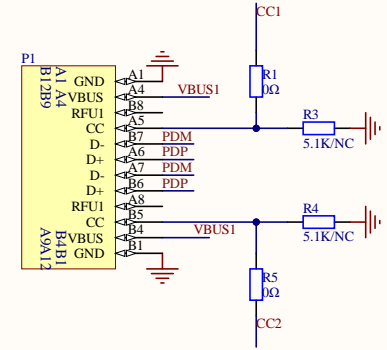 CC1
P1
A1 A4
B12B9
GND
A1
VBUS
A4
VBUS1
RFU1
B8
CC
A5
R1
0Ω
R3
5.1K/NC
D-
B7
PDM
D+
A6
PDP
D-
A7
PDM
D+
B6
PDP
RFU1
A8
CC
B5
R4
5.1K/NC
VBUS
B4
VBUS1
GND
B1
B4B1
A9A12
R5
0Ω
CC2